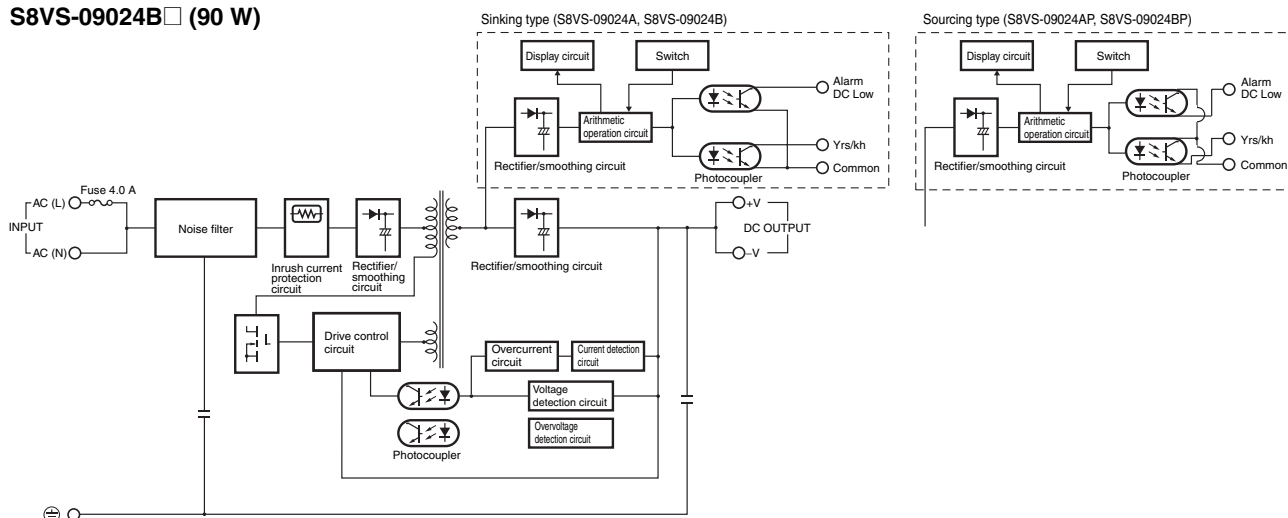 S8VS-09024B□ (90 W)
Sinking type (S8VS-09024A, S8VS-09024B)
Display circuit
Switch
Arithmetic
operation circuit
Rectifier/smoothing circuit
Photocoupler
Alarm
DC Low
Yrs/kh
Common
Sourcing type (S8VS-09024AP, S8VS-09024BP)
Display circuit
Switch
Arithmetic
operation circuit
Rectifier/smoothing circuit
Photocoupler
Alarm
DC Low
Yrs/kh
Common
Fuse 4.0 A
AC (L)
INPUT
AC (N)
Noise filter
Inrush current
protection
circuit
Rectifier/
smoothing
circuit
Rectifier/smoothing circuit
+V
DC OUTPUT
–V
Drive control
circuit
Overcurrent
circuit
Current detection
circuit
Voltage
detection circuit
Overvoltage
detection circuit
Photocoupler